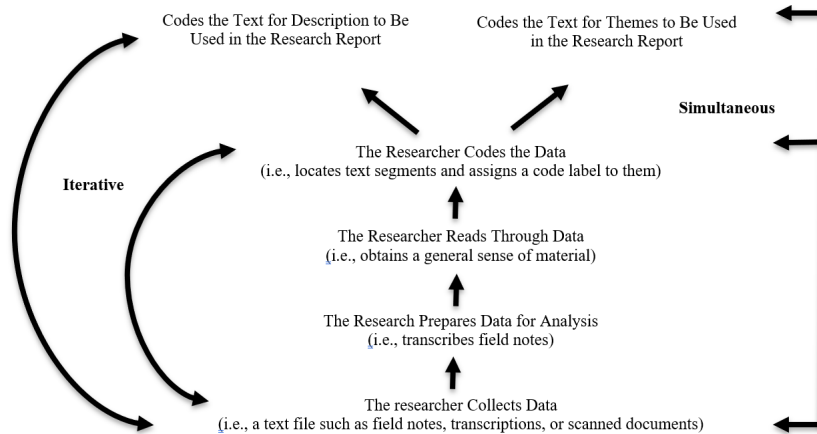 Codes the Text for Description to Be
Used in the Research Report
Codes the Text for Themes to Be Used
in the Research Report
Simultaneous
The Researcher Codes the Data
(i.e., locates text segments and assigns a code label to them)
Iterative
The Researcher Reads Through Data
(i.e., obtains a general sense of material)
The Research Prepares Data for Analysis
(i.e., transcribes field notes)
The researcher Collects Data
(i.e., a text file such as field notes, transcriptions, or scanned documents)